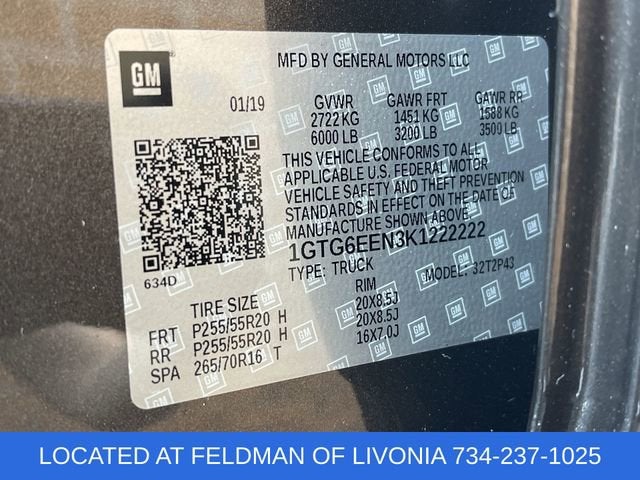 GM
MFD BY GENERAL MOTORS LLC
01/19
GVWR GAWR FRT GAWR RR
2722 KG 1451 KG 1588 KG
6000 LB 3200 LB 3500 LB
THIS VEHICLE CONFORMS TO ALL
APPLICABLE U.S. FEDERAL MOTOR
VEHICLE SAFETY AND THEFT PREVENTION
STANDARDS IN EFFECT ON THE DATE OF
MANUFACTURE SHOWN ABOVE.
1GTG6EEN3K1222222
TYPE: TRUCK MODEL: 32T2P43
634D
TIRE SIZE RIM
FRT P255/55R20 H 20X8.5J
RR P255/55R20 H 20X8.5J
SPA 265/70R16 T 16X7.0J
LOCATED AT FELDMAN OF LIVONIA 734-237-1025